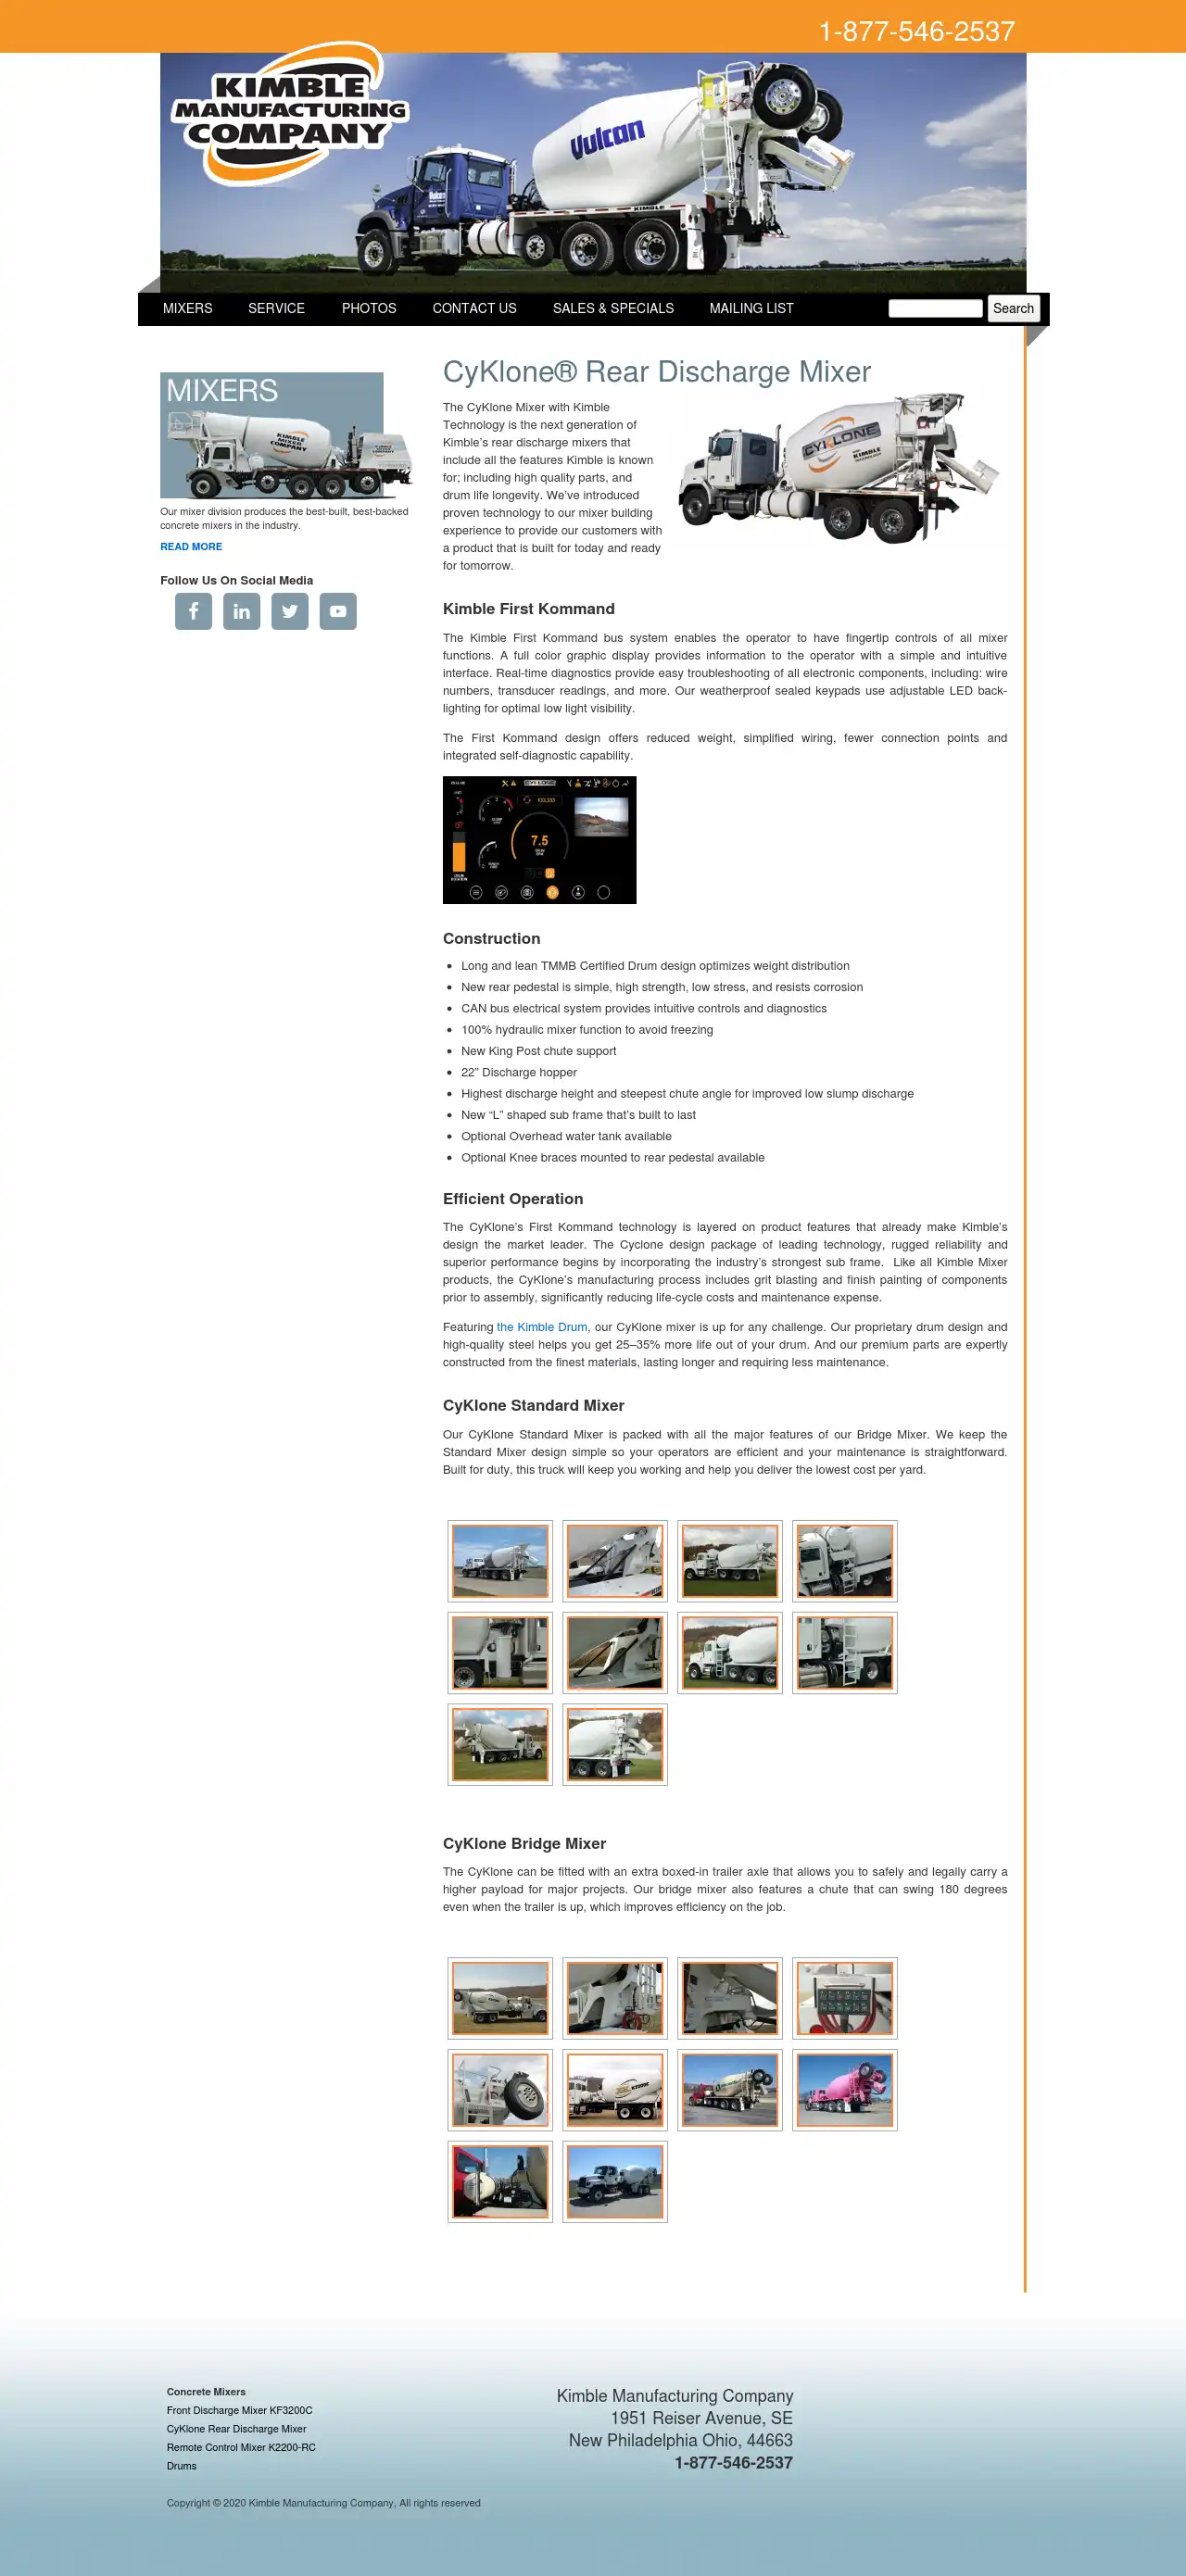 1-877-546-2537
KIMBLE
MANUFACTURING
COMPANY
Vulcan
Vulcan
KIMBLE
MIXERS SERVICE PHOTOS CONTACT US SALES & SPECIALS MAILING LIST Search
MIXERS
KIMBLE
MIXER
COMPANY
Our mixer division produces the best-built, best-backed
concrete mixers in the industry.
READ MORE
Follow Us On Social Media
CyKlone® Rear Discharge Mixer
The CyKlone Mixer with Kimble
Technology is the next generation of
Kimble’s rear discharge mixers that
include all the features Kimble is known
for; including high quality parts, and
drum life longevity. We’ve introduced
proven technology to our mixer building
experience to provide our customers with
a product that is built for today and ready
for tomorrow.
CYKLONE
KIMBLE
Kimble First Kommand
The Kimble First Kommand bus system enables the operator to have fingertip controls of all mixer
functions. A full color graphic display provides information to the operator with a simple and intuitive
interface. Real-time diagnostics provide easy troubleshooting of all electronic components, including: wire
numbers, transducer readings, and more. Our weatherproof sealed keypads use adjustable LED back-
lighting for optimal low light visibility.
The First Kommand design offers reduced weight, simplified wiring, fewer connection points and
integrated self-diagnostic capability.
7.5
Construction
• Long and lean TMMB Certified Drum design optimizes weight distribution
• New rear pedestal is simple, high strength, low stress, and resists corrosion
• CAN bus electrical system provides intuitive controls and diagnostics
• 100% hydraulic mixer function to avoid freezing
• New King Post chute support
• 22” Discharge hopper
• Highest discharge height and steepest chute angle for improved low slump discharge
• New “L” shaped sub frame that’s built to last
• Optional Overhead water tank available
• Optional Knee braces mounted to rear pedestal available
Efficient Operation
The CyKlone’s First Kommand technology is layered on product features that already make Kimble’s
design the market leader. The Cyclone design package of leading technology, rugged reliability and
superior performance begins by incorporating the industry’s strongest sub frame. Like all Kimble Mixer
products, the CyKlone’s manufacturing process includes grit blasting and finish painting of components
prior to assembly, significantly reducing life-cycle costs and maintenance expense.
Featuring the Kimble Drum, our CyKlone mixer is up for any challenge. Our proprietary drum design and
high-quality steel helps you get 25–35% more life out of your drum. And our premium parts are expertly
constructed from the finest materials, lasting longer and requiring less maintenance.
CyKlone Standard Mixer
Our CyKlone Standard Mixer is packed with all the major features of our Bridge Mixer. We keep the
Standard Mixer design simple so your operators are efficient and your maintenance is straightforward.
Built for duty, this truck will keep you working and help you deliver the lowest cost per yard.
CyKlone Bridge Mixer
The CyKlone can be fitted with an extra boxed-in trailer axle that allows you to safely and legally carry a
higher payload for major projects. Our bridge mixer also features a chute that can swing 180 degrees
even when the trailer is up, which improves efficiency on the job.
Concrete Mixers
Front Discharge Mixer KF3200C
CyKlone Rear Discharge Mixer
Remote Control Mixer K2200-RC
Drums
Kimble Manufacturing Company
1951 Reiser Avenue, SE
New Philadelphia Ohio, 44663
1-877-546-2537
Copyright © 2020 Kimble Manufacturing Company, All rights reserved